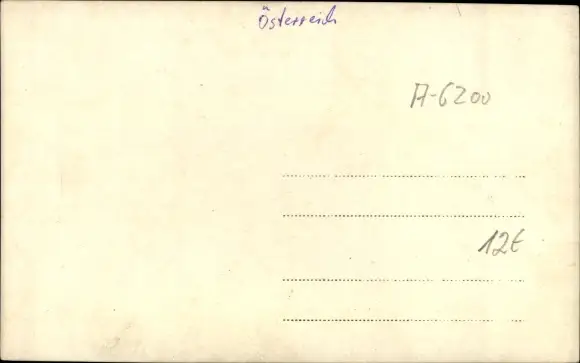 Österreich
A-6200
12€